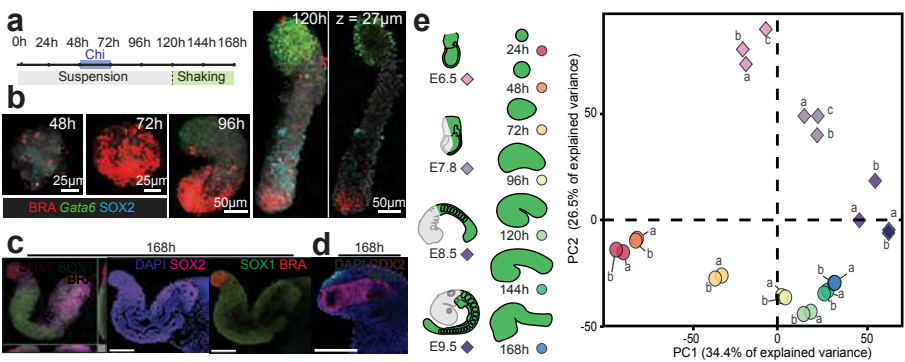 a
0h 24h 48h 72h 96h 120h 144h 168h
Chi
Suspension Shaking
b
48h 72h 96h
25µm 25µm 50µm
BRA Gata6 SOX2
120h z = 27µm
50µm
c
168h
DAPI SOX2 SOX1 BRA
d
168h
e
E6.5
E7.8
E8.5
E9.5
24h
48h
72h
96h
120h
144h
168h
PC2 (26.5% of explained variance)
50
0
-50
-50 0 50
PC1 (34.4% of explained variance)
b c
a
a c
b
b
a
b
b a
b a
b a
a b
a
b
b a
a
b